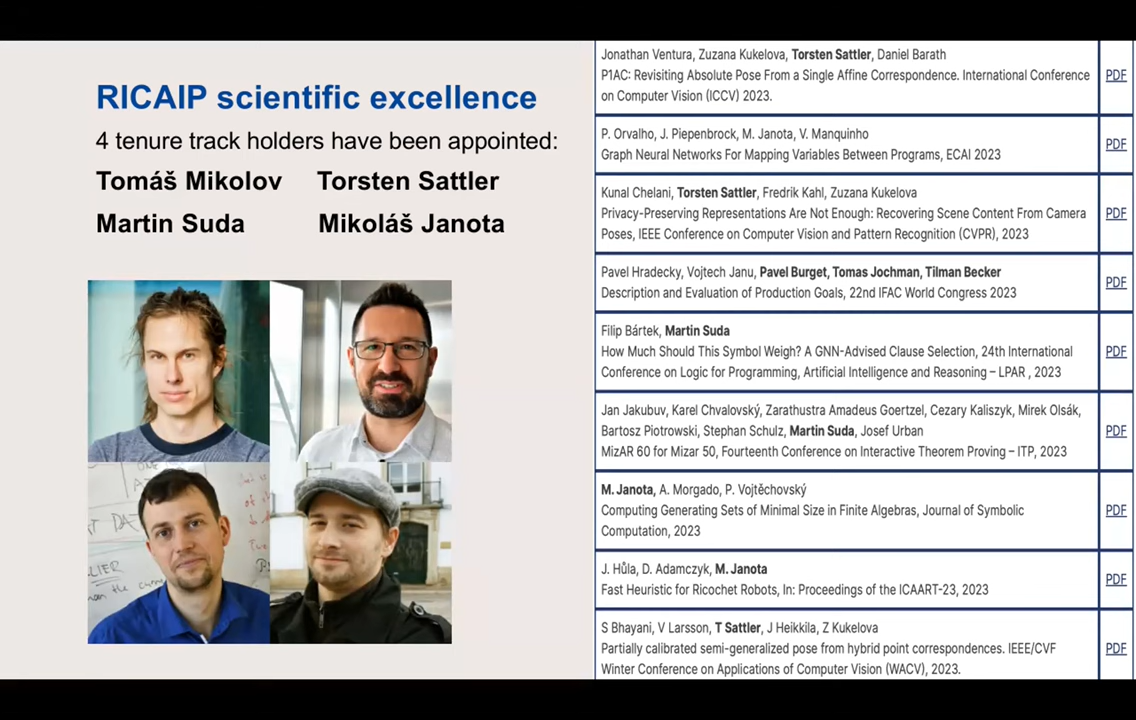 RICAIP scientific excellence
4 tenure track holders have been appointed:
Tomáš Mikolov Torsten Sattler
Martin Suda Mikoláš Janota
Jonathan Ventura, Zuzana Kukelova, Torsten Sattler, Daniel Barath
P1AC: Revisiting Absolute Pose From a Single Affine Correspondence. International Conference
on Computer Vision (ICCV) 2023.
PDF
P. Orvalho, J. Piepenbrock, M. Janota, V. Manquinho
Graph Neural Networks For Mapping Variables Between Programs, ECAI 2023
PDF
Kunal Chelani, Torsten Sattler, Fredrik Kahl, Zuzana Kukelova
Privacy-Preserving Representations Are Not Enough: Recovering Scene Content From Camera
Poses, IEEE Conference on Computer Vision and Pattern Recognition (CVPR), 2023
PDF
Pavel Hradecky, Vojtech Janu, Pavel Burget, Tomas Jochman, Tilman Becker
Description and Evaluation of Production Goals, 22nd IFAC World Congress 2023
PDF
Filip Bártek, Martin Suda
How Much Should This Symbol Weigh? A GNN-Advised Clause Selection, 24th International
Conference on Logic for Programming, Artificial Intelligence and Reasoning – LPAR , 2023
PDF
Jan Jakubuv, Karel Chvalovský, Zarathustra Amadeus Goertzel, Cezary Kaliszyk, Mirek Olsák,
Bartosz Piotrowski, Stephan Schulz, Martin Suda, Josef Urban
MizAR 60 for Mizar 50, Fourteenth Conference on Interactive Theorem Proving – ITP, 2023
PDF
M. Janota, A. Morgado, P. Vojtěchovský
Computing Generating Sets of Minimal Size in Finite Algebras, Journal of Symbolic
Computation, 2023
PDF
J. Hůla, D. Adamczyk, M. Janota
Fast Heuristic for Ricochet Robots, In: Proceedings of the ICAART-23, 2023
PDF
S Bhayani, V Larsson, T Sattler, J Heikkila, Z Kukelova
Partially calibrated semi-generalized pose from hybrid point correspondences. IEEE/CVF
Winter Conference on Applications of Computer Vision (WACV), 2023.
PDF